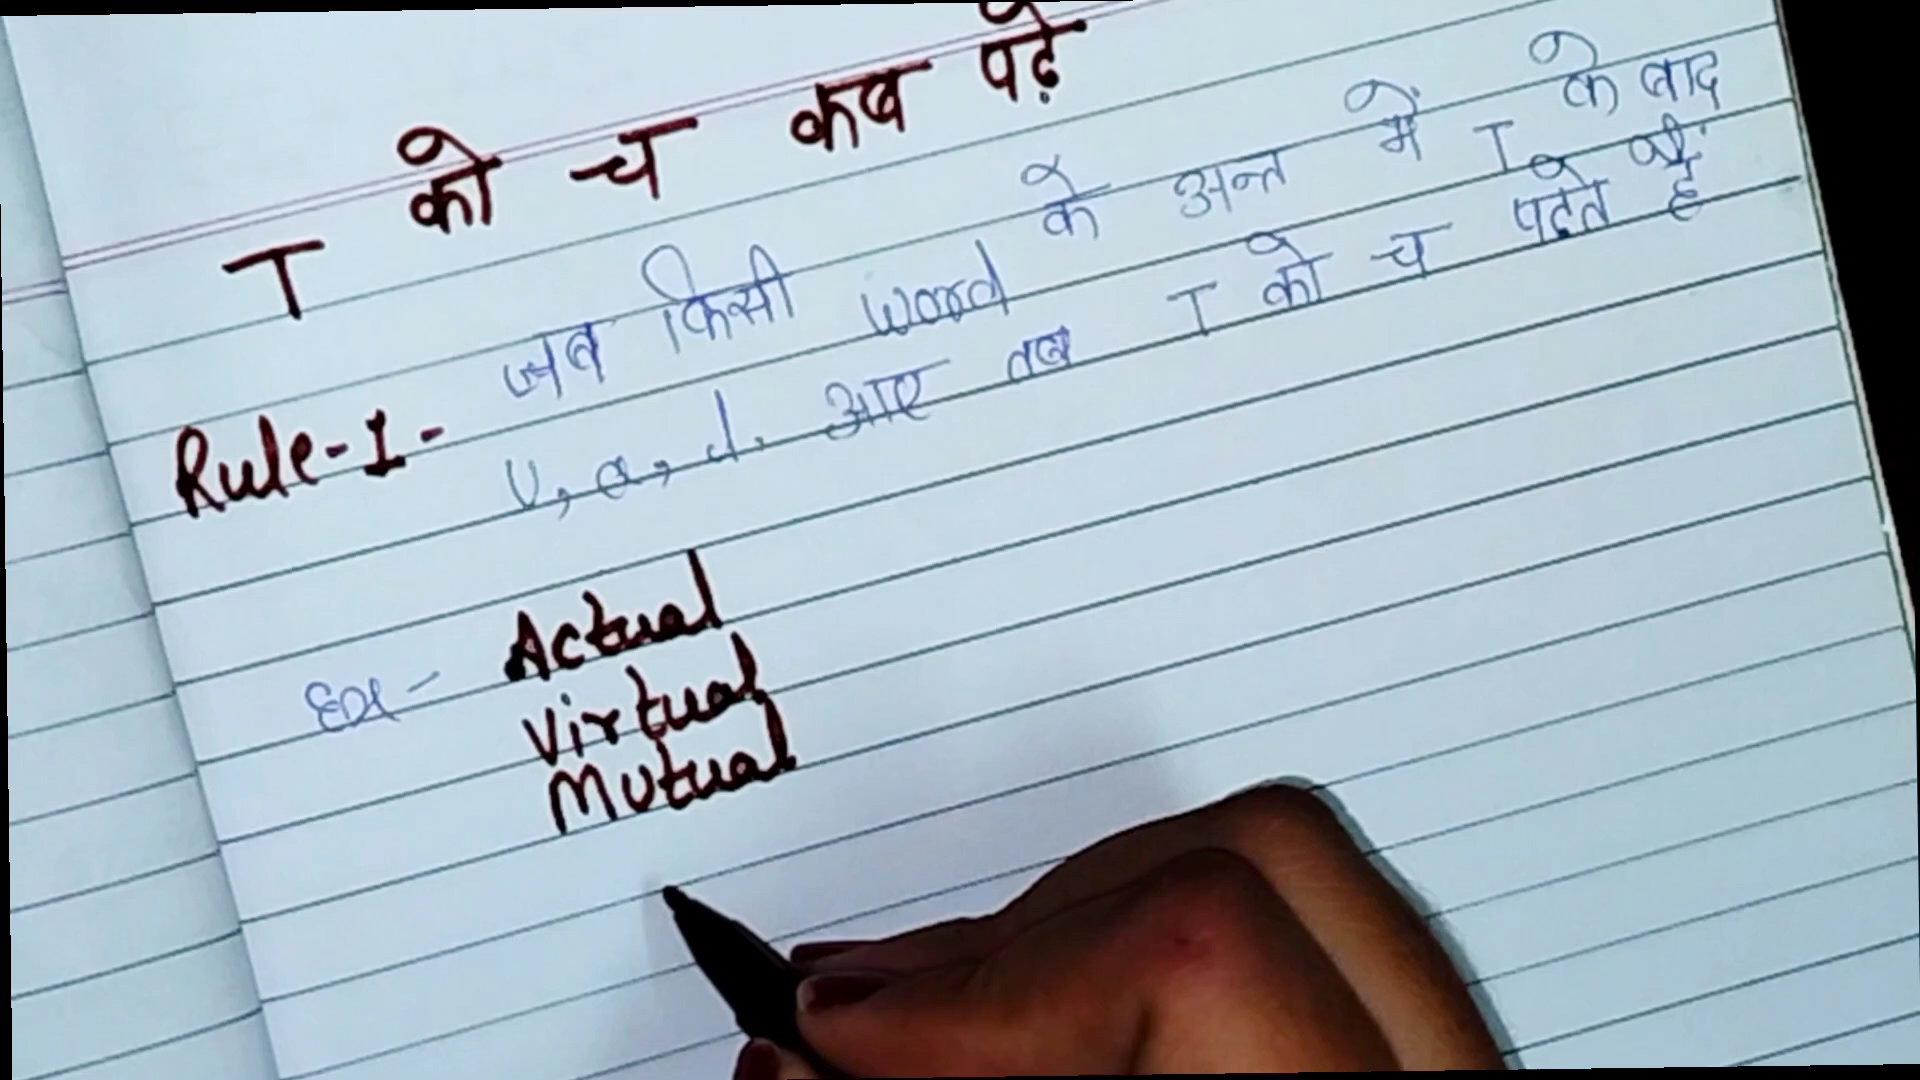 T को च कब पढ़े
Rule-1- जब किसी word के अन्त में T के बाद
U, a, l. आए तब T को च पढ़ते हैं
Ex- Actual
Virtual
Mutual